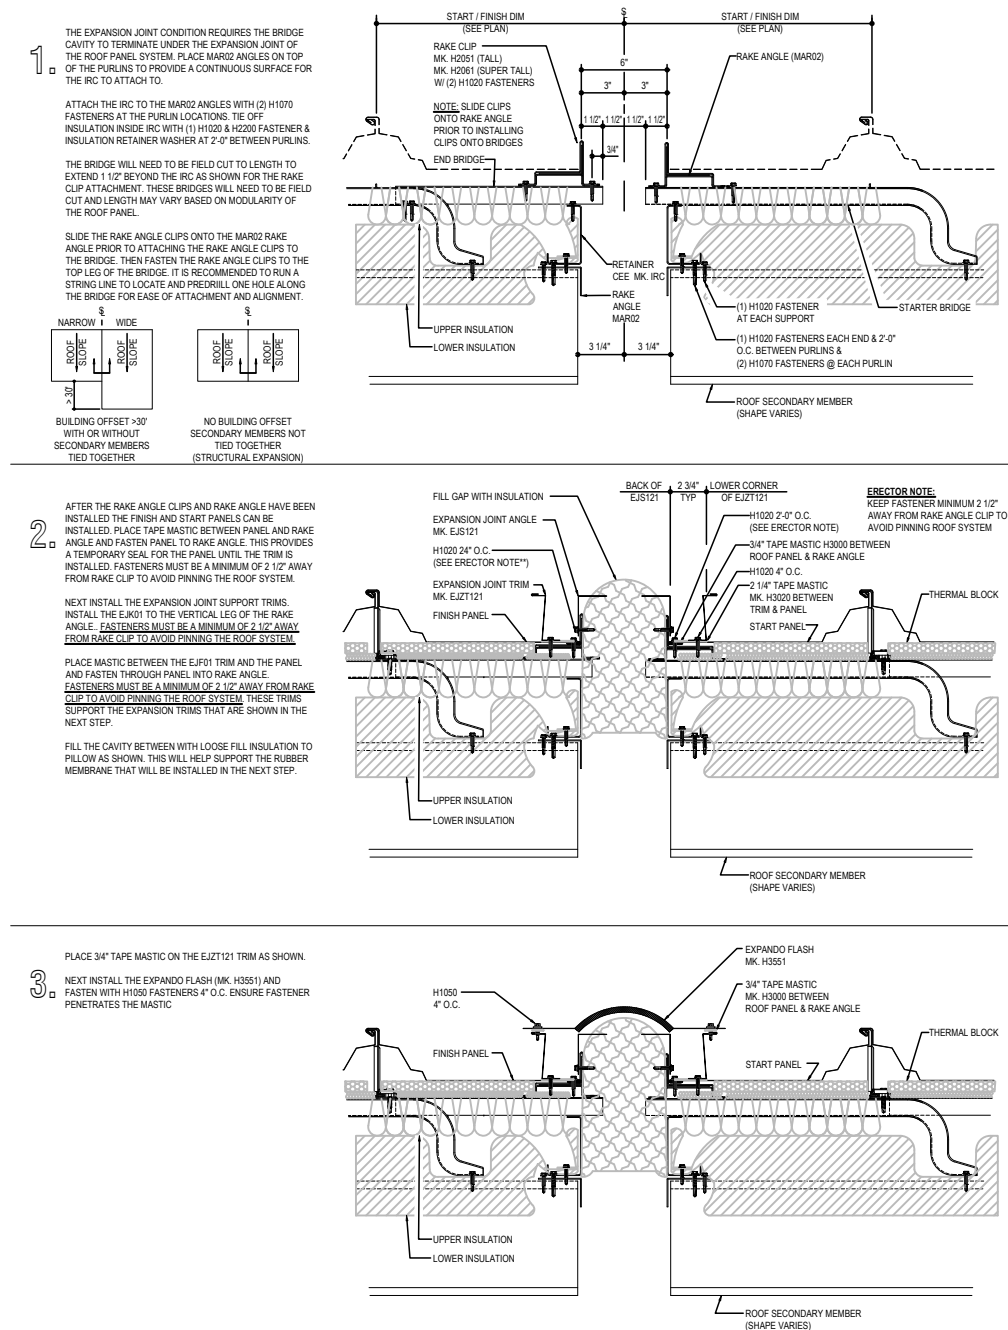 1.
THE EXPANSION JOINT CONDITION REQUIRES THE BRIDGE
CAVITY TO TERMINATE UNDER THE EXPANSION JOINT OF
THE ROOF PANEL SYSTEM. PLACE MAR02 ANGLES ON TOP
OF THE PURLINS TO PROVIDE A CONTINUOUS SURFACE FOR
THE IRC TO ATTACH TO.
ATTACH THE IRC TO THE MAR02 ANGLES WITH (2) H1070
FASTENERS AT THE PURLIN LOCATIONS. TIE OFF
INSULATION INSIDE IRC WITH (1) H1020 & H2200 FASTENER &
INSULATION RETAINER WASHER AT 2'-0" BETWEEN PURLINS.
THE BRIDGE WILL NEED TO BE FIELD CUT TO LENGTH TO
EXTEND 1 1/2" BEYOND THE IRC AS SHOWN FOR THE RAKE
CLIP ATTACHMENT. THESE BRIDGES WILL NEED TO BE FIELD
CUT AND LENGTH MAY VARY BASED ON MODULARITY OF
THE ROOF PANEL.
SLIDE THE RAKE ANGLE CLIPS ONTO THE MAR02 RAKE
ANGLE PRIOR TO ATTACHING THE RAKE ANGLE CLIPS TO
THE BRIDGE. THEN FASTEN THE RAKE ANGLE CLIPS TO THE
TOP LEG OF THE BRIDGE. IT IS RECOMMENDED TO RUN A
STRING LINE TO LOCATE AND PREDRIILL ONE HOLE ALONG
THE BRIDGE FOR EASE OF ATTACHMENT AND ALIGNMENT.
NARROW
WIDE
ROOF
SLOPE
ROOF
SLOPE
> 30'
BUILDING OFFSET >30'
WITH OR WITHOUT
SECONDARY MEMBERS
TIED TOGETHER
ROOF
SLOPE
ROOF
SLOPE
NO BUILDING OFFSET
SECONDARY MEMBERS NOT
TIED TOGETHER
(STRUCTURAL EXPANSION)
START / FINISH DIM
(SEE PLAN)
START / FINISH DIM
(SEE PLAN)
RAKE CLIP
MK. H2051 (TALL)
MK. H2061 (SUPER TALL)
W/ (2) H1020 FASTENERS
NOTE: SLIDE CLIPS
ONTO RAKE ANGLE
PRIOR TO INSTALLING
CLIPS ONTO BRIDGES
END BRIDGE
6"
3"
3"
1 1/2"
1 1/2"
1 1/2"
1 1/2"
3/4"
RAKE ANGLE (MAR02)
RETAINER
CEE MK. IRC
RAKE
ANGLE
MAR02
STARTER BRIDGE
(1) H1020 FASTENER
AT EACH SUPPORT
(1) H1020 FASTENERS EACH END & 2'-0"
O.C. BETWEEN PURLINS &
(2) H1070 FASTENERS @ EACH PURLIN
UPPER INSULATION
LOWER INSULATION
3 1/4"
3 1/4"
ROOF SECONDARY MEMBER
(SHAPE VARIES)
2.
AFTER THE RAKE ANGLE CLIPS AND RAKE ANGLE HAVE BEEN
INSTALLED THE FINISH AND START PANELS CAN BE
INSTALLED. PLACE TAPE MASTIC BETWEEN PANEL AND RAKE
ANGLE AND FASTEN PANEL TO RAKE ANGLE. THIS PROVIDES
A TEMPORARY SEAL FOR THE PANEL UNTIL THE TRIM IS
INSTALLED. FASTENERS MUST BE A MINIMUM OF 2 1/2" AWAY
FROM RAKE CLIP TO AVOID PINNING THE ROOF SYSTEM.
NEXT INSTALL THE EXPANSION JOINT SUPPORT TRIMS.
INSTALL THE EJK01 TO THE VERTICAL LEG OF THE RAKE
ANGLE.. FASTENERS MUST BE A MINIMUM OF 2 1/2" AWAY
FROM RAKE CLIP TO AVOID PINNING THE ROOF SYSTEM.
PLACE MASTIC BETWEEN THE EJF01 TRIM AND THE PANEL
AND FASTEN THROUGH PANEL INTO RAKE ANGLE.
FASTENERS MUST BE A MINIMUM OF 2 1/2" AWAY FROM RAKE
CLIP TO AVOID PINNING THE ROOF SYSTEM. THESE TRIMS
SUPPORT THE EXPANSION TRIMS THAT ARE SHOWN IN THE
NEXT STEP.
FILL THE CAVITY BETWEEN WITH LOOSE FILL INSULATION TO
PILLOW AS SHOWN. THIS WILL HELP SUPPORT THE RUBBER
MEMBRANE THAT WILL BE INSTALLED IN THE NEXT STEP.
FILL GAP WITH INSULATION
EXPANSION JOINT ANGLE
MK. EJS121
H1020 24" O.C.
(SEE ERECTOR NOTE**)
EXPANSION JOINT TRIM
MK. EJZT121
FINISH PANEL
BACK OF
EJS121
2 3/4"
TYP
LOWER CORNER
OF EJZT121
H1020 2'-0" O.C.
(SEE ERECTOR NOTE)
3/4" TAPE MASTIC H3000 BETWEEN
ROOF PANEL & RAKE ANGLE
H1020 4" O.C.
2 1/4" TAPE MASTIC
MK. H3020 BETWEEN
TRIM & PANEL
START PANEL
ERECTOR NOTE:
KEEP FASTENER MINIMUM 2 1/2"
AWAY FROM RAKE ANGLE CLIP TO
AVOID PINNING ROOF SYSTEM
THERMAL BLOCK
UPPER INSULATION
LOWER INSULATION
ROOF SECONDARY MEMBER
(SHAPE VARIES)
3.
PLACE 3/4" TAPE MASTIC ON THE EJZT121 TRIM AS SHOWN.
NEXT INSTALL THE EXPANDO FLASH (MK. H3551) AND
FASTEN WITH H1050 FASTENERS 4" O.C. ENSURE FASTENER
PENETRATES THE MASTIC
H1050
4" O.C.
FINISH PANEL
EXPANDO FLASH
MK. H3551
3/4" TAPE MASTIC
MK. H3000 BETWEEN
ROOF PANEL & RAKE ANGLE
THERMAL BLOCK
START PANEL
UPPER INSULATION
LOWER INSULATION
ROOF SECONDARY MEMBER
(SHAPE VARIES)